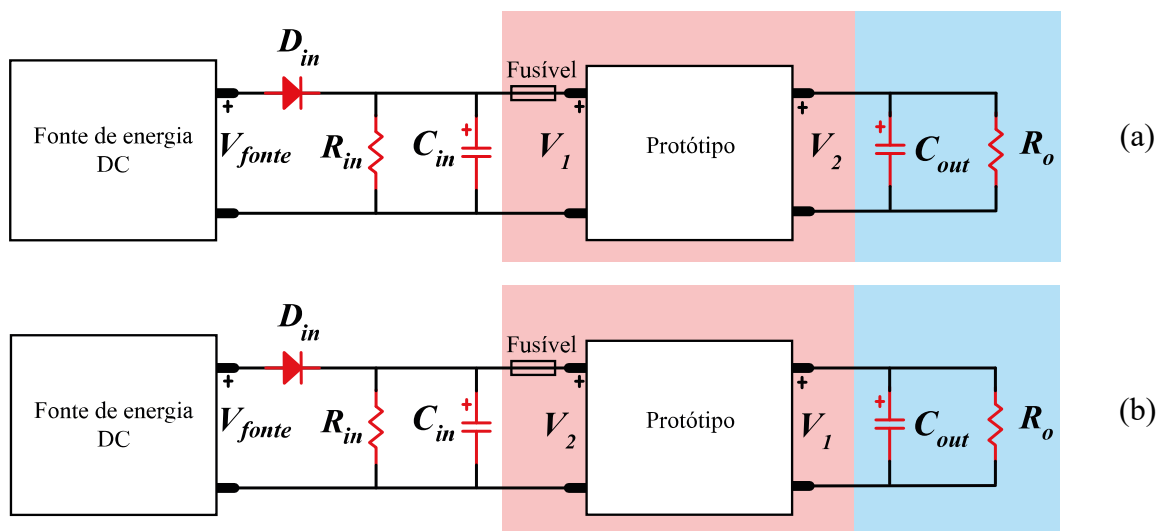 D_in
Fusível
Fonte de energia
DC
V_fonte
R_in
C_in
V_1
Protótipo
V_2
C_out
R_o
(a)
D_in
Fusível
Fonte de energia
DC
V_fonte
R_in
C_in
V_2
Protótipo
V_1
C_out
R_o
(b)